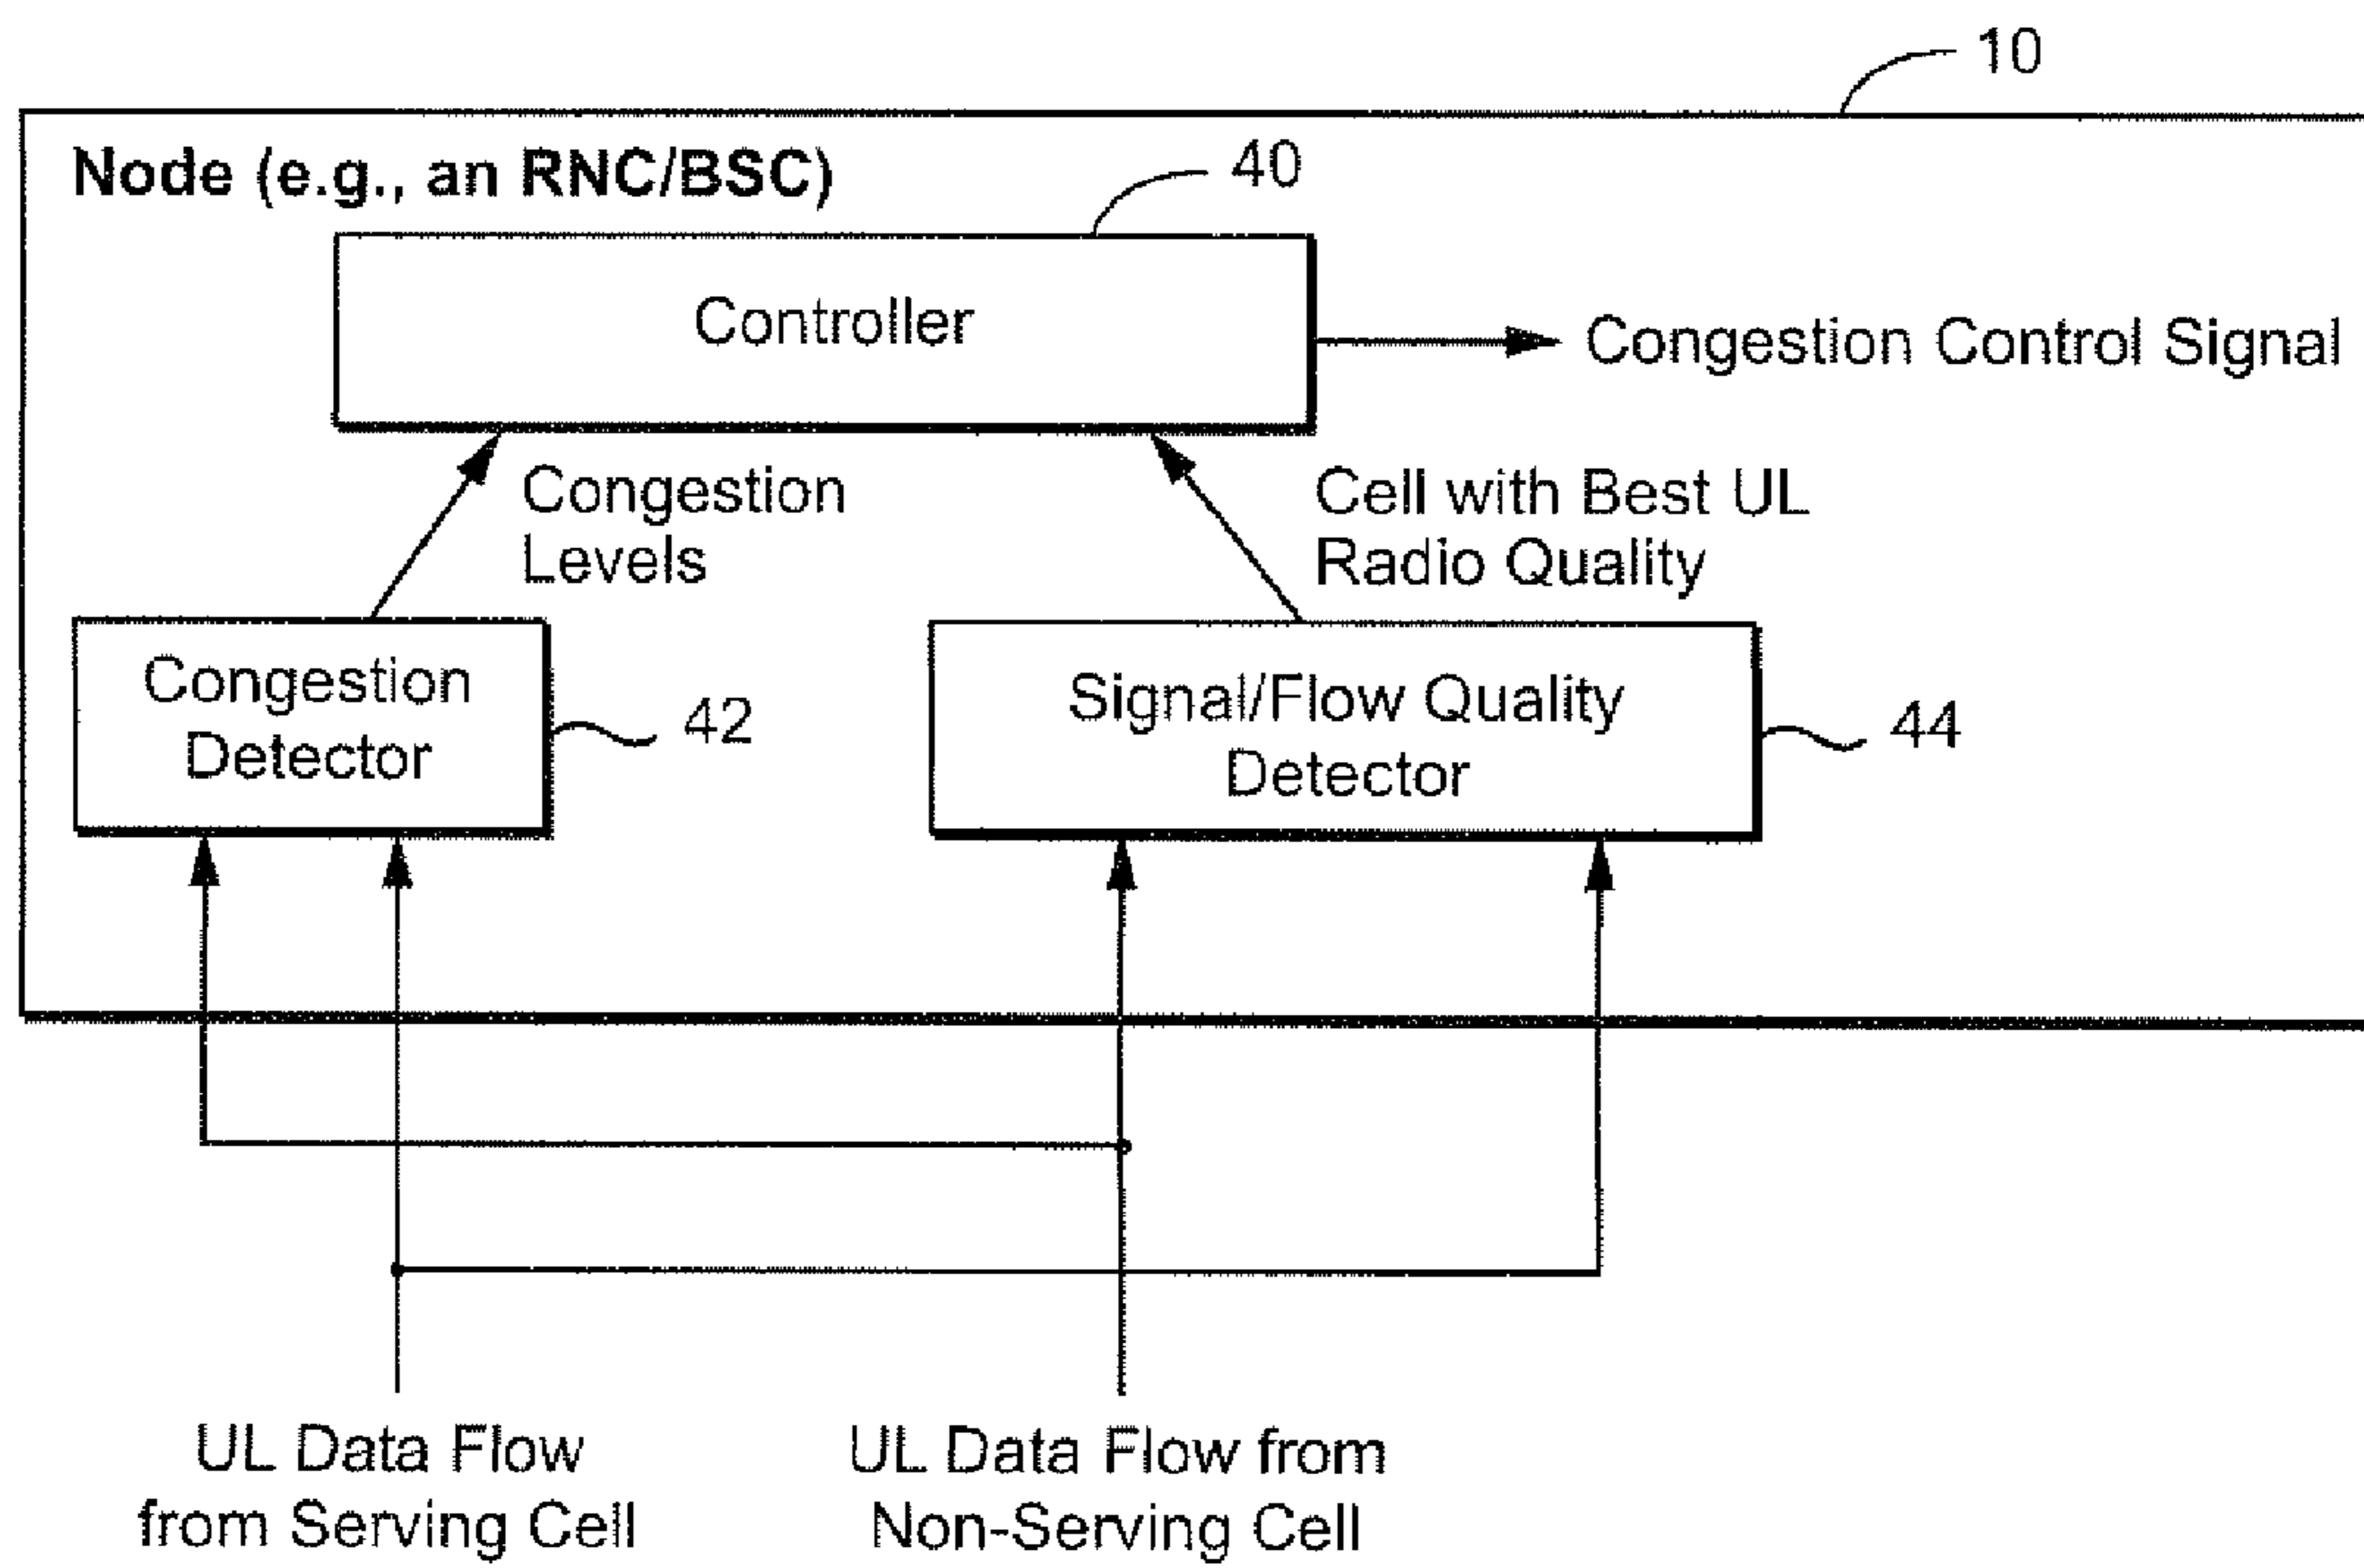 10
Node (e.g., an RNC/BSC)
40
Controller
Congestion Control Signal
Congestion
Levels
Cell with Best UL
Radio Quality
Congestion
Detector
42
Signal/Flow Quality
Detector
44
UL Data Flow
from Serving Cell
UL Data Flow from
Non-Serving Cell